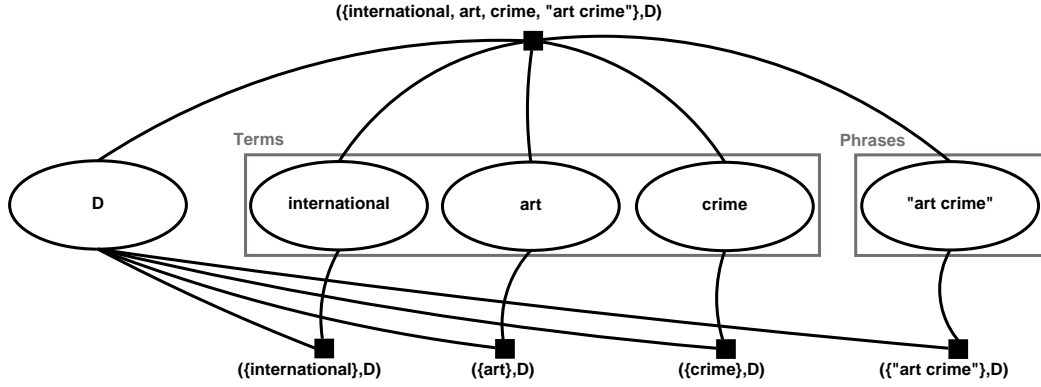 ({international, art, crime, "art crime"},D)
Terms
Phrases
D
international
art
crime
"art crime"
({international},D)
({art},D)
({crime},D)
({"art crime"},D)